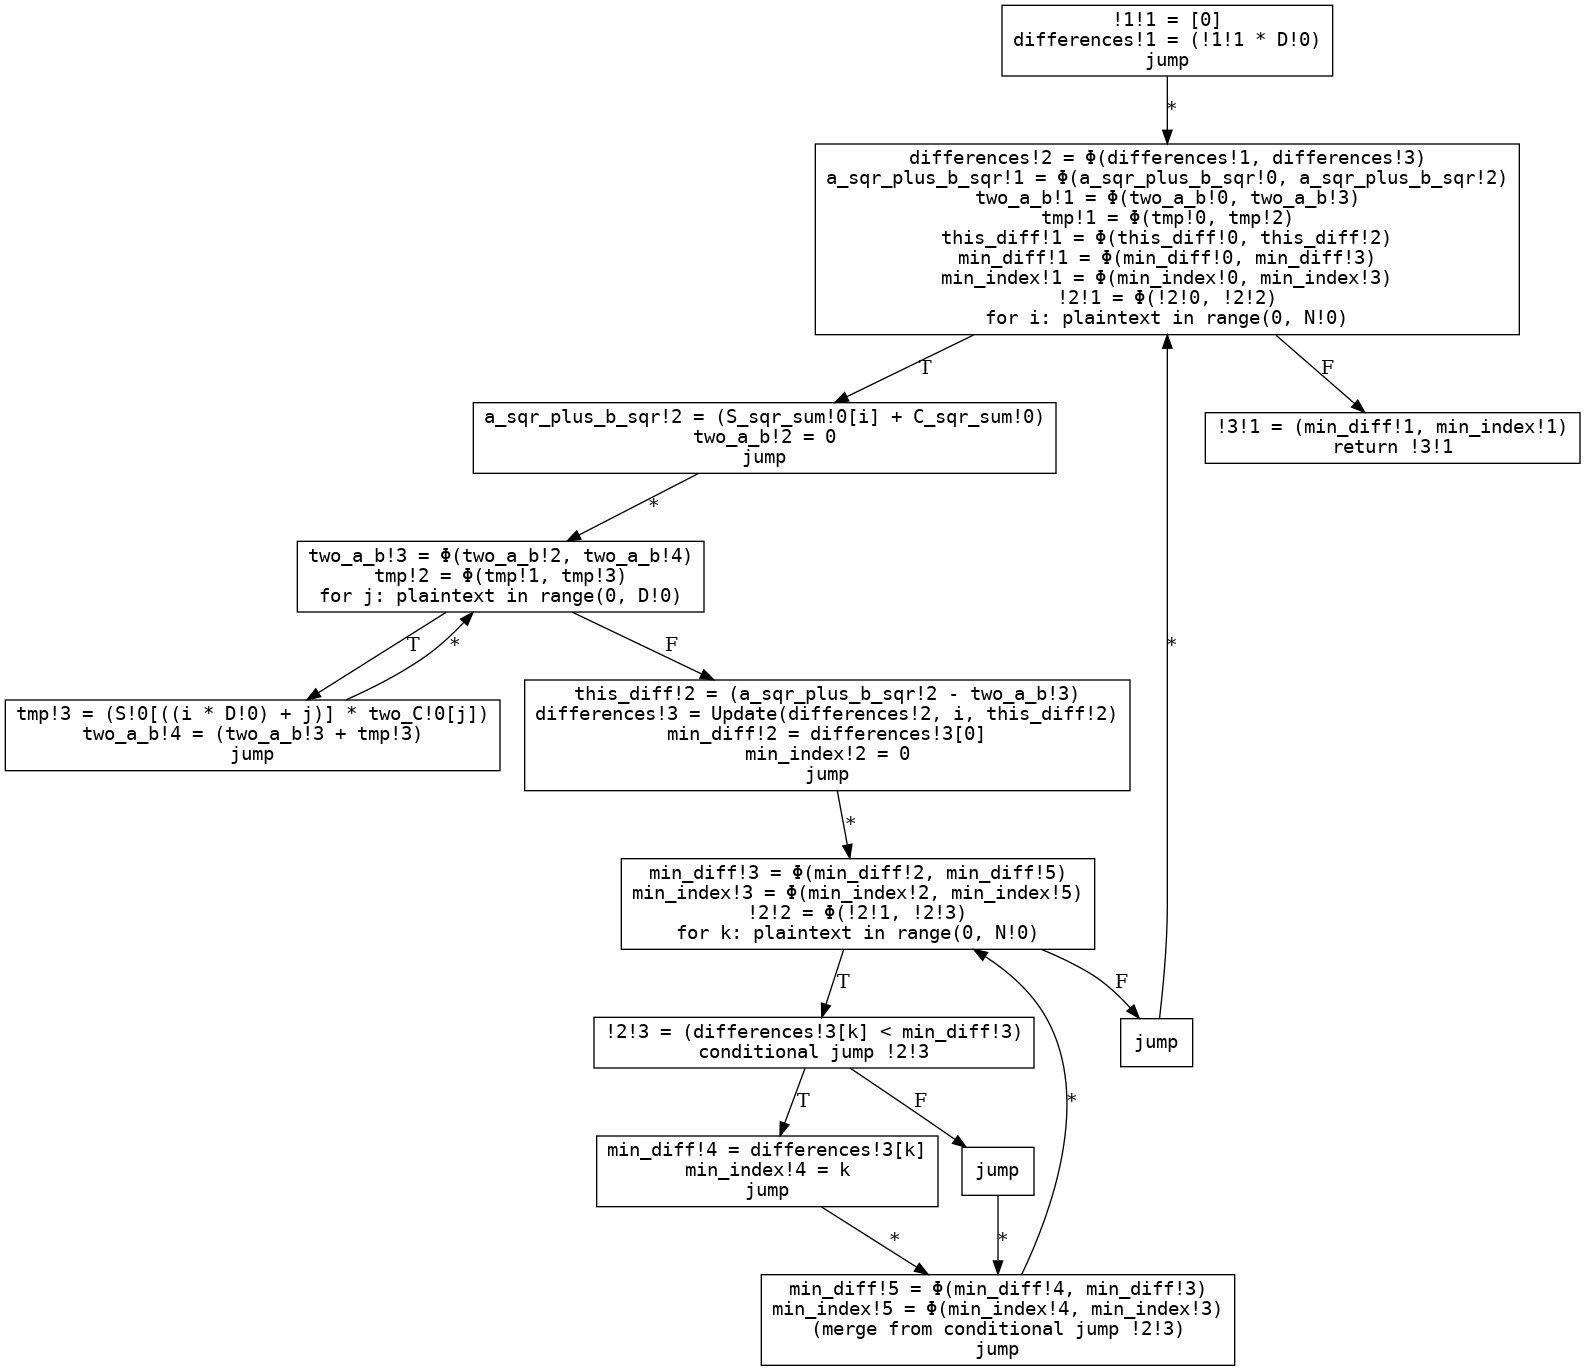 !1!1 = [0]
differences!1 = (!1!1 * D!0)
jump
*
differences!2 = Φ(differences!1, differences!3)
a_sqr_plus_b_sqr!1 = Φ(a_sqr_plus_b_sqr!0, a_sqr_plus_b_sqr!2)
two_a_b!1 = Φ(two_a_b!0, two_a_b!3)
tmp!1 = Φ(tmp!0, tmp!2)
this_diff!1 = Φ(this_diff!0, this_diff!2)
min_diff!1 = Φ(min_diff!0, min_diff!3)
min_index!1 = Φ(min_index!0, min_index!3)
!2!1 = Φ(!2!0, !2!2)
for i: plaintext in range(0, N!0)
T
F
a_sqr_plus_b_sqr!2 = (S_sqr_sum!0[i] + C_sqr_sum!0)
two_a_b!2 = 0
jump
!3!1 = (min_diff!1, min_index!1)
return !3!1
*
two_a_b!3 = Φ(two_a_b!2, two_a_b!4)
tmp!2 = Φ(tmp!1, tmp!3)
for j: plaintext in range(0, D!0)
T
*
F
*
tmp!3 = (S!0[((i * D!0) + j)] * two_C!0[j])
two_a_b!4 = (two_a_b!3 + tmp!3)
jump
this_diff!2 = (a_sqr_plus_b_sqr!2 - two_a_b!3)
differences!3 = Update(differences!2, i, this_diff!2)
min_diff!2 = differences!3[0]
min_index!2 = 0
jump
*
min_diff!3 = Φ(min_diff!2, min_diff!5)
min_index!3 = Φ(min_index!2, min_index!5)
!2!2 = Φ(!2!1, !2!3)
for k: plaintext in range(0, N!0)
T
F
!2!3 = (differences!3[k] < min_diff!3)
conditional jump !2!3
jump
T
F
*
min_diff!4 = differences!3[k]
min_index!4 = k
jump
jump
*
*
min_diff!5 = Φ(min_diff!4, min_diff!3)
min_index!5 = Φ(min_index!4, min_index!3)
(merge from conditional jump !2!3)
jump